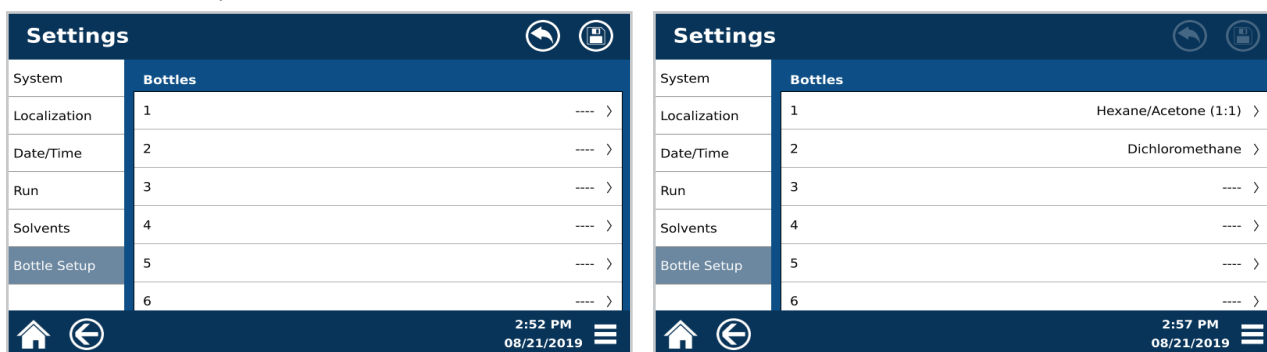 Settings
System
Localization
Date/Time
Run
Solvents
Bottle Setup
Bottles
1 ----
2 ----
3 ----
4 ----
5 ----
6 ----
2:52 PM
08/21/2019
Settings
System
Localization
Date/Time
Run
Solvents
Bottle Setup
Bottles
1 Hexane/Acetone (1:1)
2 Dichloromethane
3 ----
4 ----
5 ----
6 ----
2:57 PM
08/21/2019